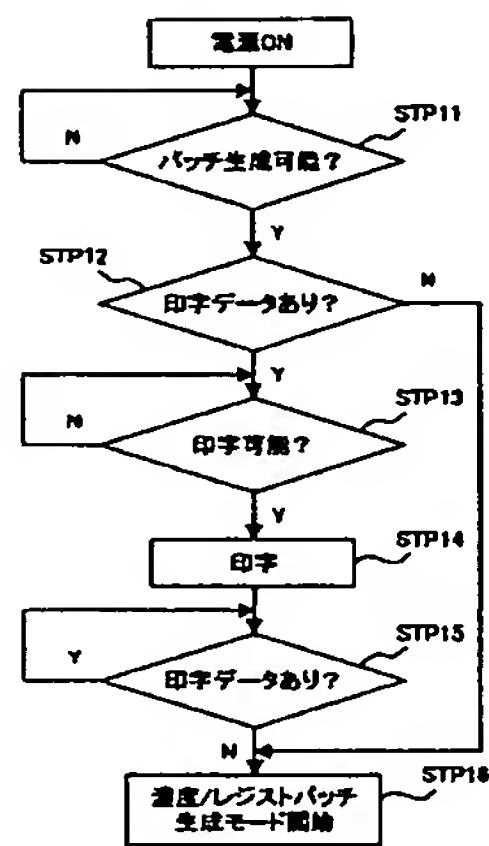 電源ON
STP11
N
パッチ生成可能？
Y
STP12
N
印字データあり？
Y
STP13
N
印字可能？
Y
STP14
印字
STP15
Y
印字データあり？
N
STP16
濃度/レジストパッチ
生成モード開始